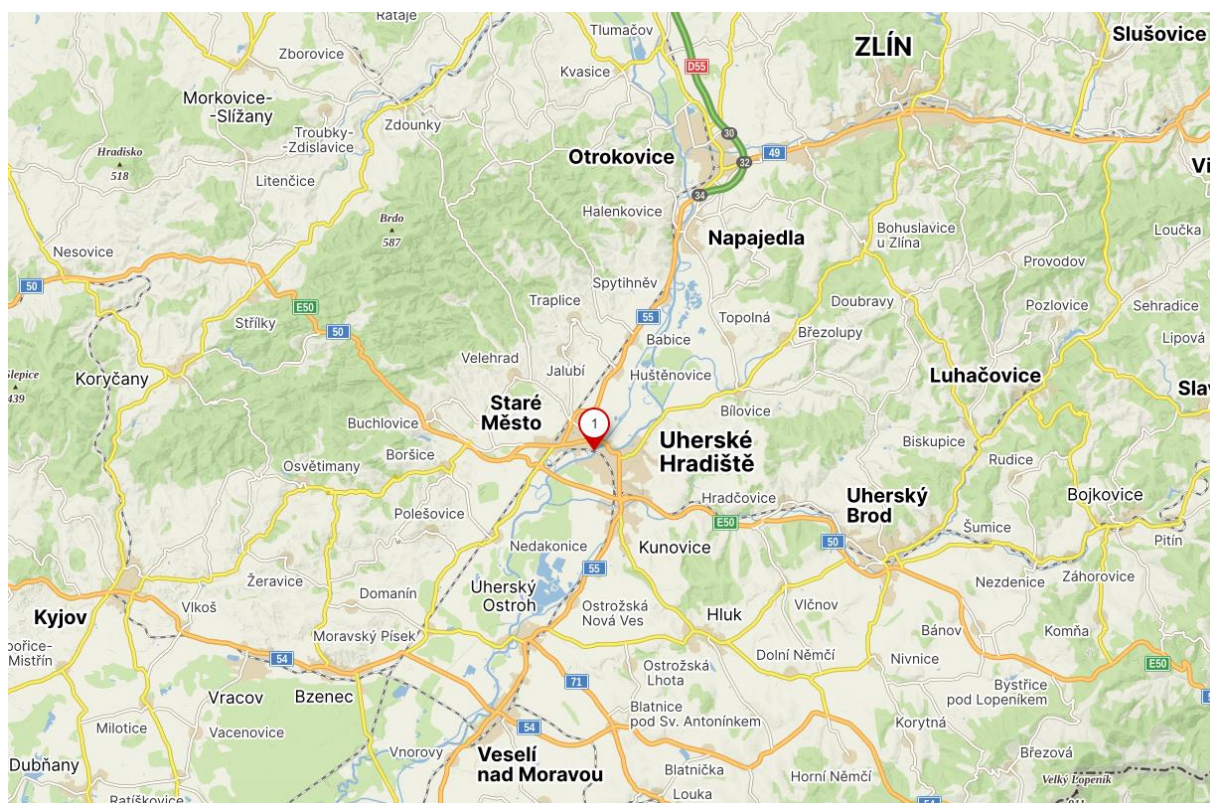 Rataje
Tlumačov
ZLÍN
Slušovice
Zborovice
Kvasice
D55
Morkovice-
-Slížany
Troubky-
-Zdislavice
Zdounky
30
Hradisko
518
Otrokovice
32
49
Litenčice
34
Halenkovice
Brdo
587
Napajedla
Bohuslavice
u Zlína
Loučka
Nesovice
Provodov
50
Spytihněv
Traplice
Doubravy
Pozlovice
Sehradice
E50
Střílky
50
55
Topolná
Březolupy
Babice
Lipová
Velehrad
Jalubí
Huštěnovice
Luhačovice
Koryčany
439
Staré
Město
Bílovice
Buchlovice
1
Uherské
Hradiště
Biskupice
Boršice
Osvětimany
Rudice
Hradčovice
Uherský
Brod
Bojkovice
Polešovice
E50
Šumice
Pitín
Nedakonice
Kunovice
50
Žeravice
55
Uherský
Ostroh
Nezdenice
Záhorovice
Domanín
Ostrožská
Nová Ves
Vlčnov
Kyjov
Vlkoš
Hluk
Moravský Písek
Bánov
Komňa
Mistřín
54
Dolní Němčí
Nivnice
E50
Ostrožská
Lhota
71
Vracov
Bzenec
Bystřice
pod Lopeníkem
Blatnice
pod Sv. Antonínkem
Milotice
Vacenovice
54
Korytná
Vnorovy
Veselí
nad Moravou
Březová
Dubňany
Blatnička
Horní Němčí
Velký Lopeník
Ratíškovice
Louka
54